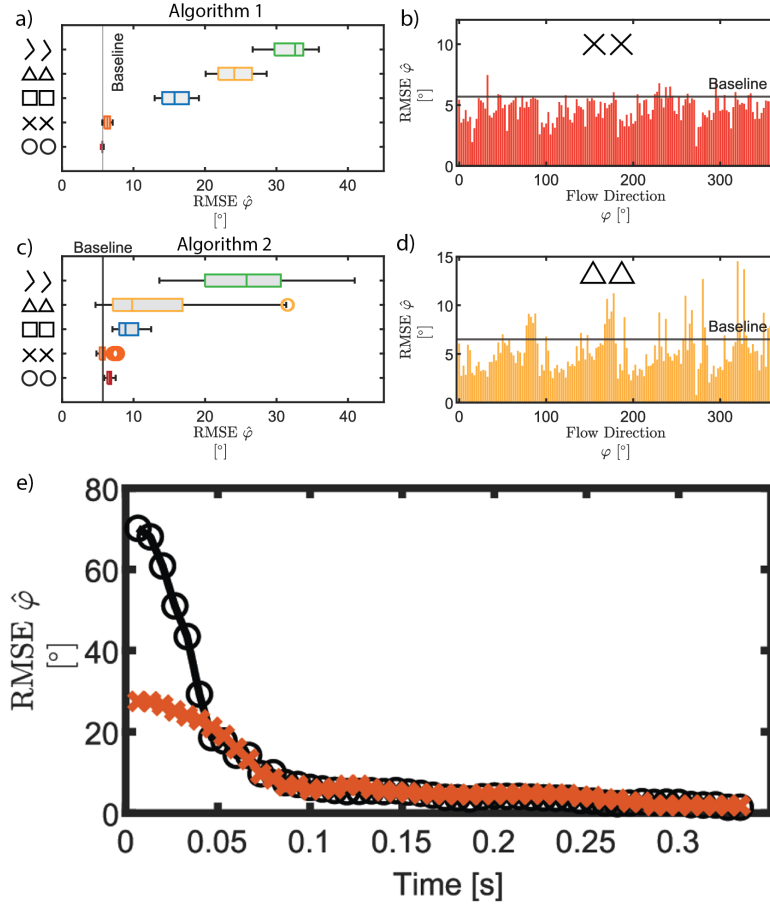 a)
Algorithm 1
Baseline
0
10
20
30
40
RMSE φ̂
[°]
b)
RMSE φ̂
[°]
10
5
0
Baseline
0
100
200
300
Flow Direction
φ [°]
c)
Baseline
Algorithm 2
0
10
20
30
40
RMSE φ̂
[°]
d)
RMSE φ̂
[°]
15
10
5
0
Baseline
0
100
200
300
Flow Direction
φ [°]
e)
RMSE φ̂
[°]
80
60
40
20
0
0
0.05
0.1
0.15
0.2
0.25
0.3
Time [s]